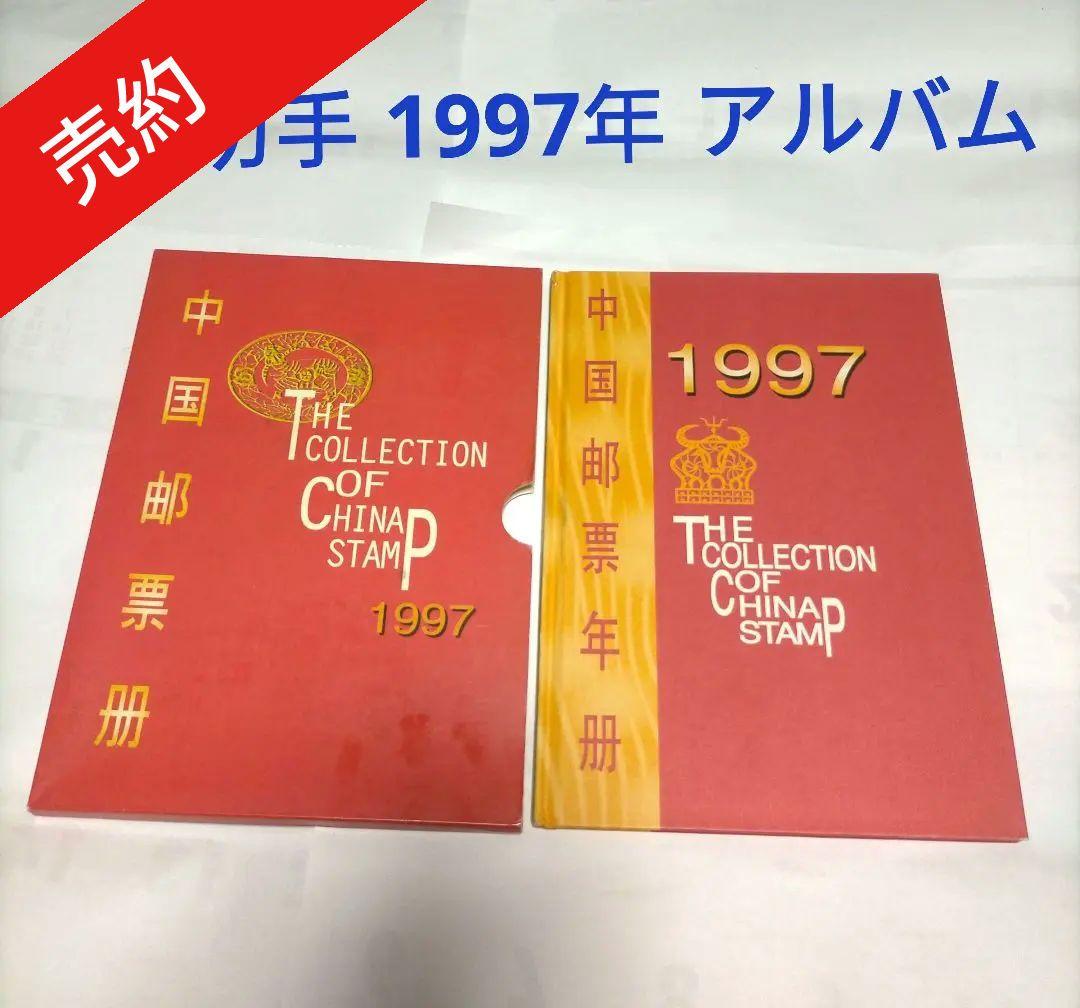 売約
切手 1997年 アルバム
中国邮票册
THE
COLLECTION
OF
CHINA
STAMP
1997
中国邮票年册
1997
THE
COLLECTION
OF
CHINA
STAMP